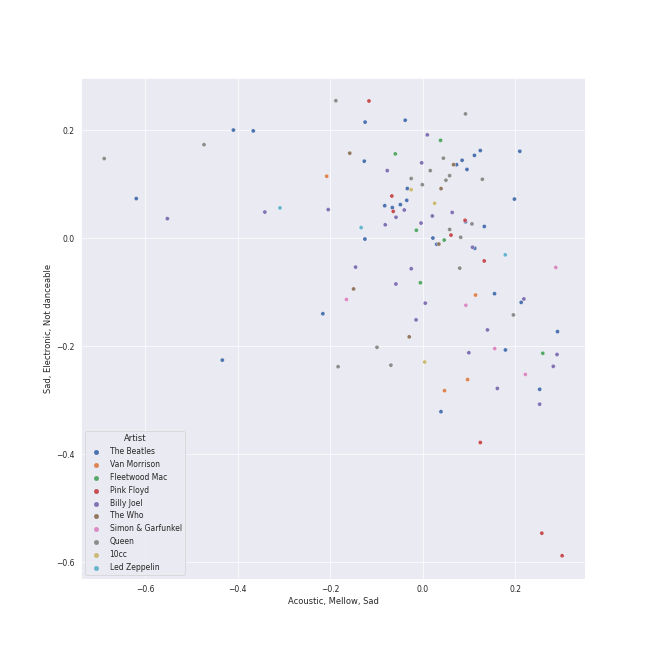 Sad, Electronic, Not danceable
0.2
0.0
−0.2
−0.4
−0.6
Artist
The Beatles
Van Morrison
Fleetwood Mac
Pink Floyd
Billy Joel
The Who
Simon & Garfunkel
Queen
10cc
Led Zeppelin
−0.6 −0.4 −0.2 0.0 0.2
Acoustic, Mellow, Sad